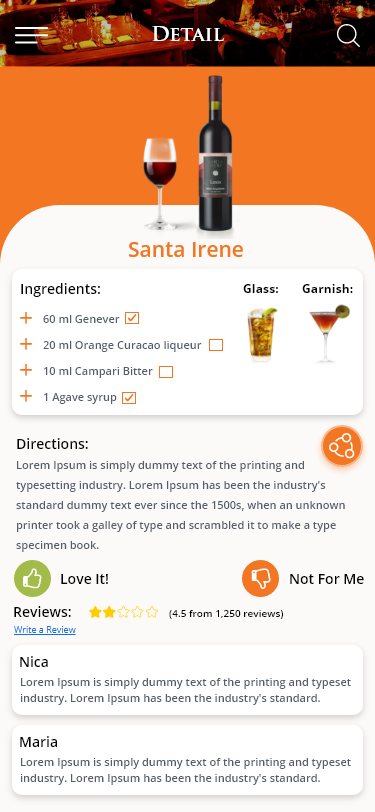 Detail
Santa Irene
Ingredients:
Glass:
Garnish:
60 ml Genever
20 ml Orange Curacao liqueur
10 ml Campari Bitter
1 Agave syrup
Directions:
Lorem Ipsum is simply dummy text of the printing and
typesetting industry. Lorem Ipsum has been the industry's
standard dummy text ever since the 1500s, when an unknown
printer took a galley of type and scrambled it to make a type
specimen book.
Love It!
Not For Me
Reviews:
(4.5 from 1,250 reviews)
Write a Review
Nica
Lorem Ipsum is simply dummy text of the printing and typeset
industry. Lorem Ipsum has been the industry's standard.
Maria
Lorem Ipsum is simply dummy text of the printing and typeset
industry. Lorem Ipsum has been the industry's standard.